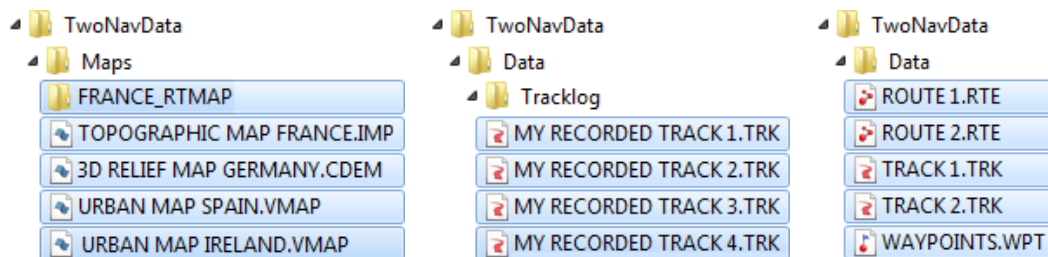 TwoNavData
Maps
FRANCE_RTMAP
TOPOGRAPHIC MAP FRANCE.IMP
3D RELIEF MAP GERMANY.CDEM
URBAN MAP SPAIN.VMAP
URBAN MAP IRELAND.VMAP
TwoNavData
Data
Tracklog
MY RECORDED TRACK 1.TRK
MY RECORDED TRACK 2.TRK
MY RECORDED TRACK 3.TRK
MY RECORDED TRACK 4.TRK
TwoNavData
Data
ROUTE 1.RTE
ROUTE 2.RTE
TRACK 1.TRK
TRACK 2.TRK
WAYPOINTS.WPT